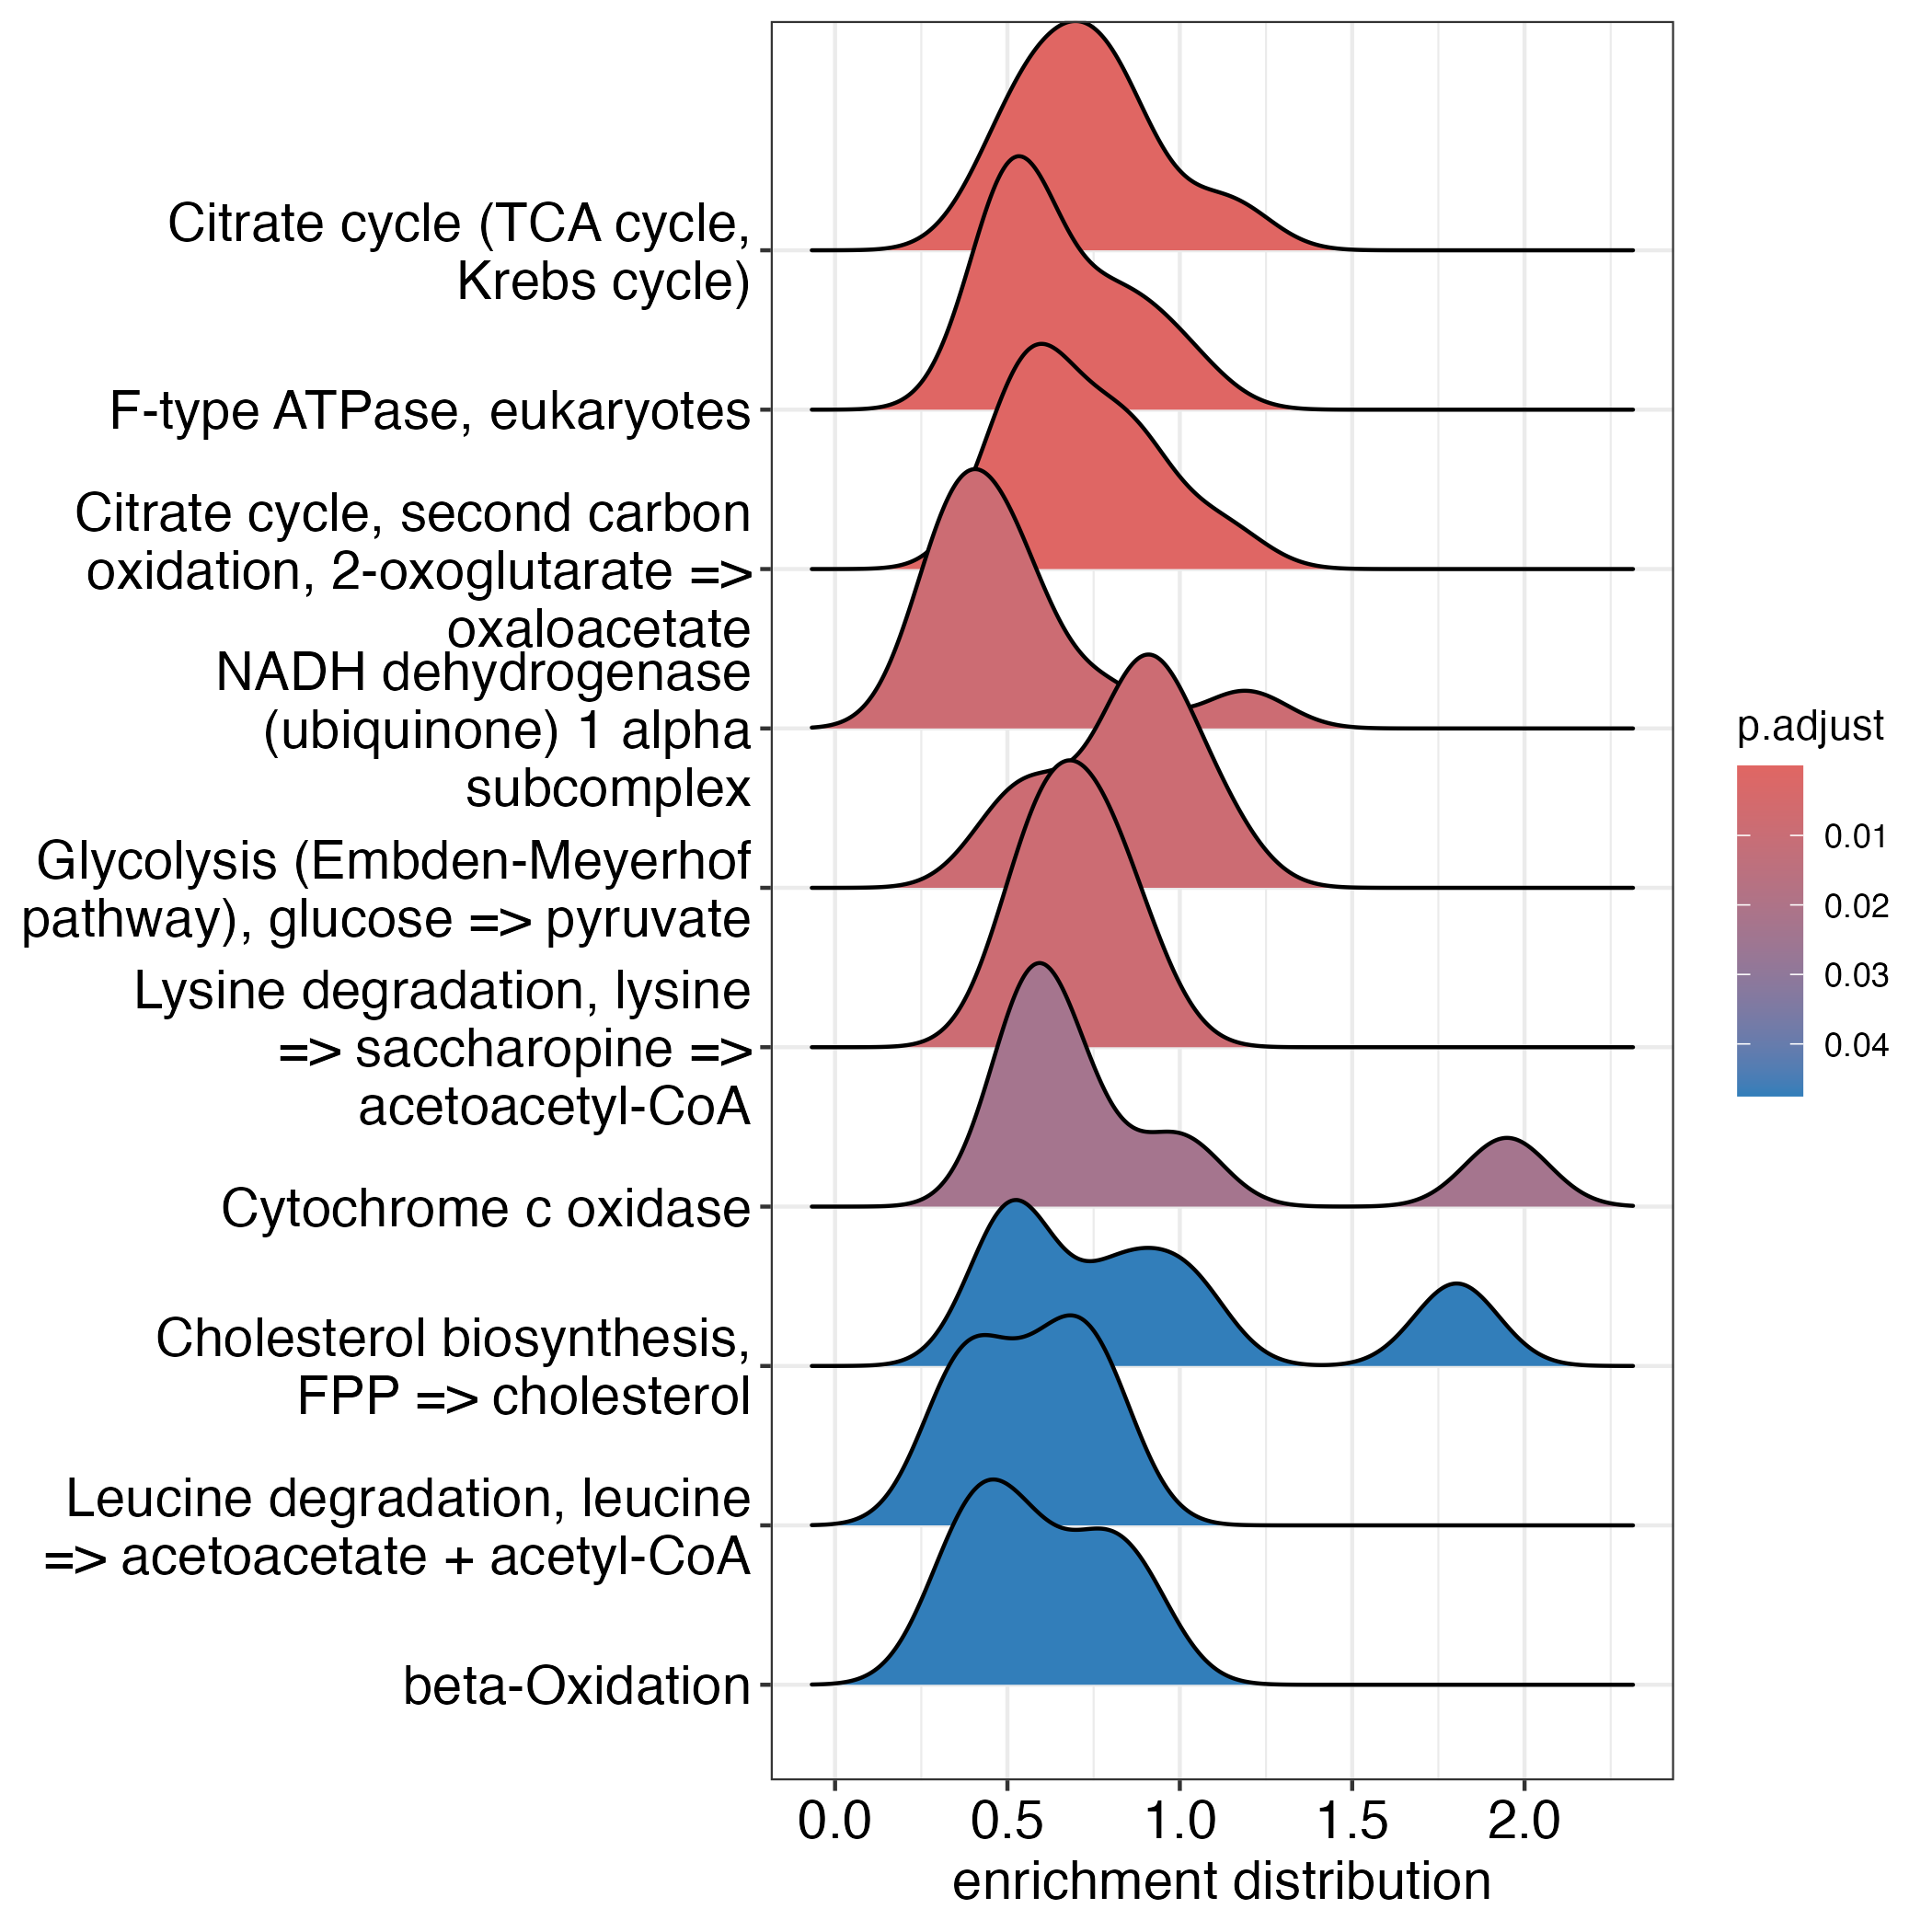 Citrate cycle (TCA cycle,
Krebs cycle)
F-type ATPase, eukaryotes
Citrate cycle, second carbon
oxidation, 2-oxoglutarate =>
oxaloacetate
NADH dehydrogenase
(ubiquinone) 1 alpha
subcomplex
Glycolysis (Embden-Meyerhof
pathway), glucose => pyruvate
Lysine degradation, lysine
=> saccharopine =>
acetoacetyl-CoA
Cytochrome c oxidase
Cholesterol biosynthesis,
FPP => cholesterol
Leucine degradation, leucine
=> acetoacetate + acetyl-CoA
beta-Oxidation
0.0 0.5 1.0 1.5 2.0
enrichment distribution
p.adjust
0.01
0.02
0.03
0.04